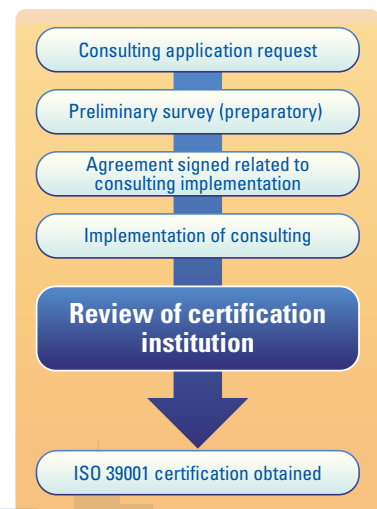 Consulting application request
Preliminary survey (preparatory)
Agreement signed related to
consulting implementation
Implementation of consulting
Review of certification
institution
ISO 39001 certification obtained